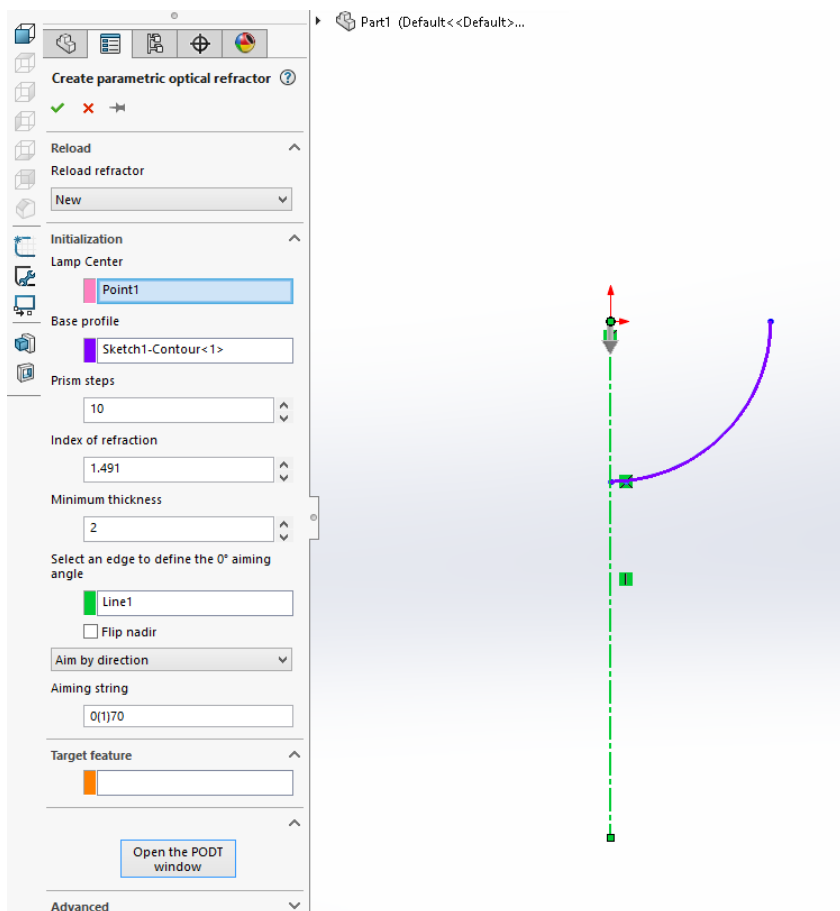 Part1 (Default<<Default>...
Create parametric optical refractor
Reload
Reload refractor
New
Initialization
Lamp Center
Point1
Base profile
Sketch1-Contour<1>
Prism steps
10
Index of refraction
1.491
Minimum thickness
2
Select an edge to define the 0° aiming
angle
Line1
Flip nadir
Aim by direction
Aiming string
0(1)70
Target feature
Open the PODT
window
Advanced